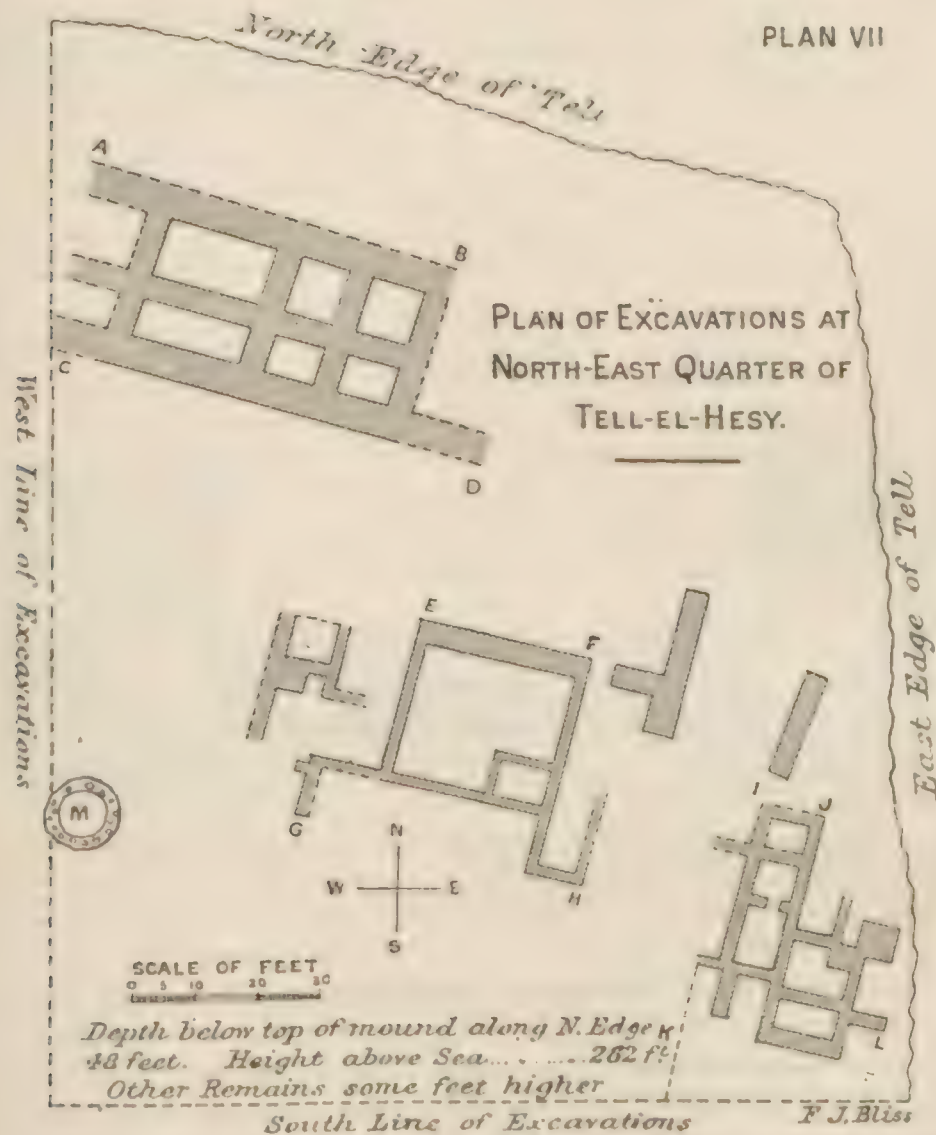 PLAN VII
North Edge of Tell
A
B
C
D
PLAN OF EXCAVATIONS AT
NORTH-EAST QUARTER OF
TELL-EL-HESY.
West Line of Excavations
East Edge of Tell
E
F
G
H
I
J
M
N
W E
S
K
L
SCALE OF FEET
0 5 10 20 30
Depth below top of mound along N. Edge
48 feet. Height above Sea........262 ft.
Other Remains some feet higher
South Line of Excavations
F. J. Bliss